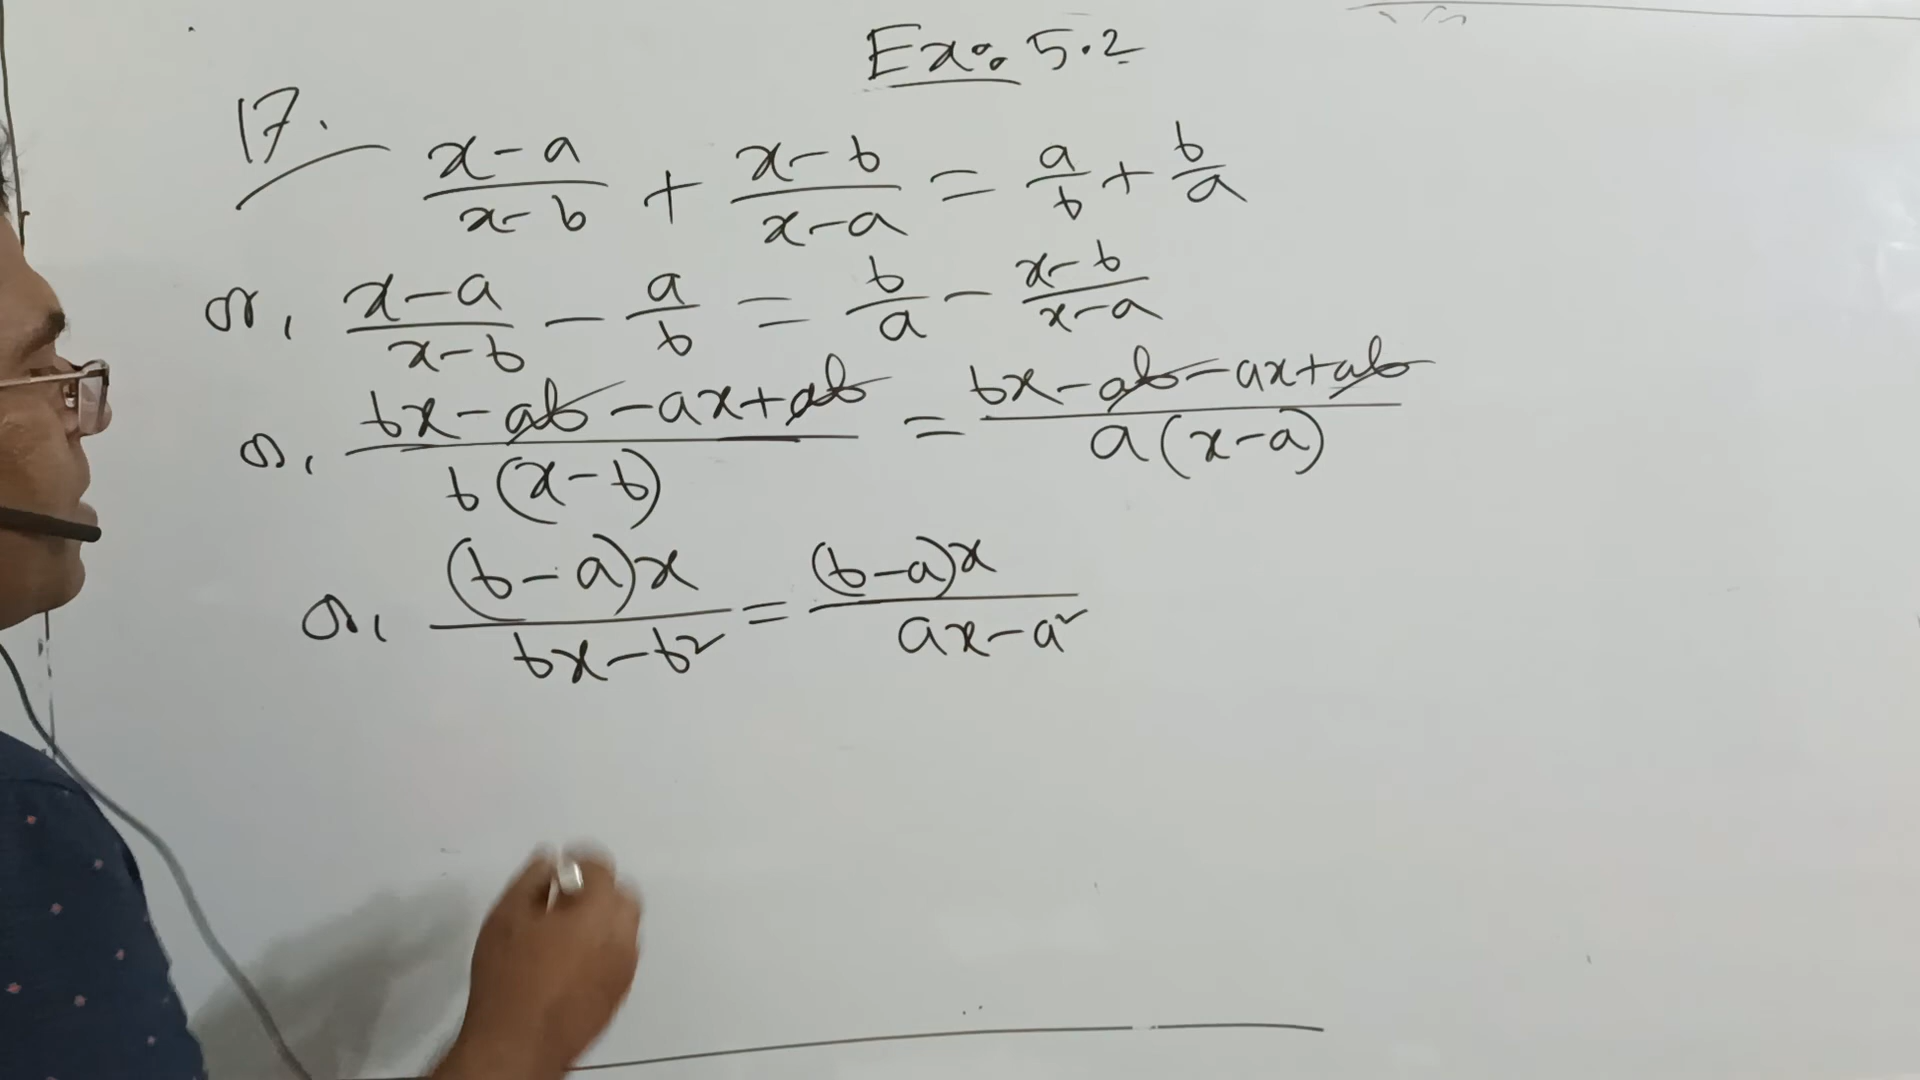 Ex: 5.2
17. (x-a)/(x-b) + (x-b)/(x-a) = a/b + b/a
or, (x-a)/(x-b) - a/b = b/a - (x-b)/(x-a)
or, (bx-ab-ax+ab)/(b(x-b)) = (bx-ab-ax+ab)/(a(x-a))
or, ((b-a)x)/(bx-b²) = ((b-a)x)/(ax-a²)